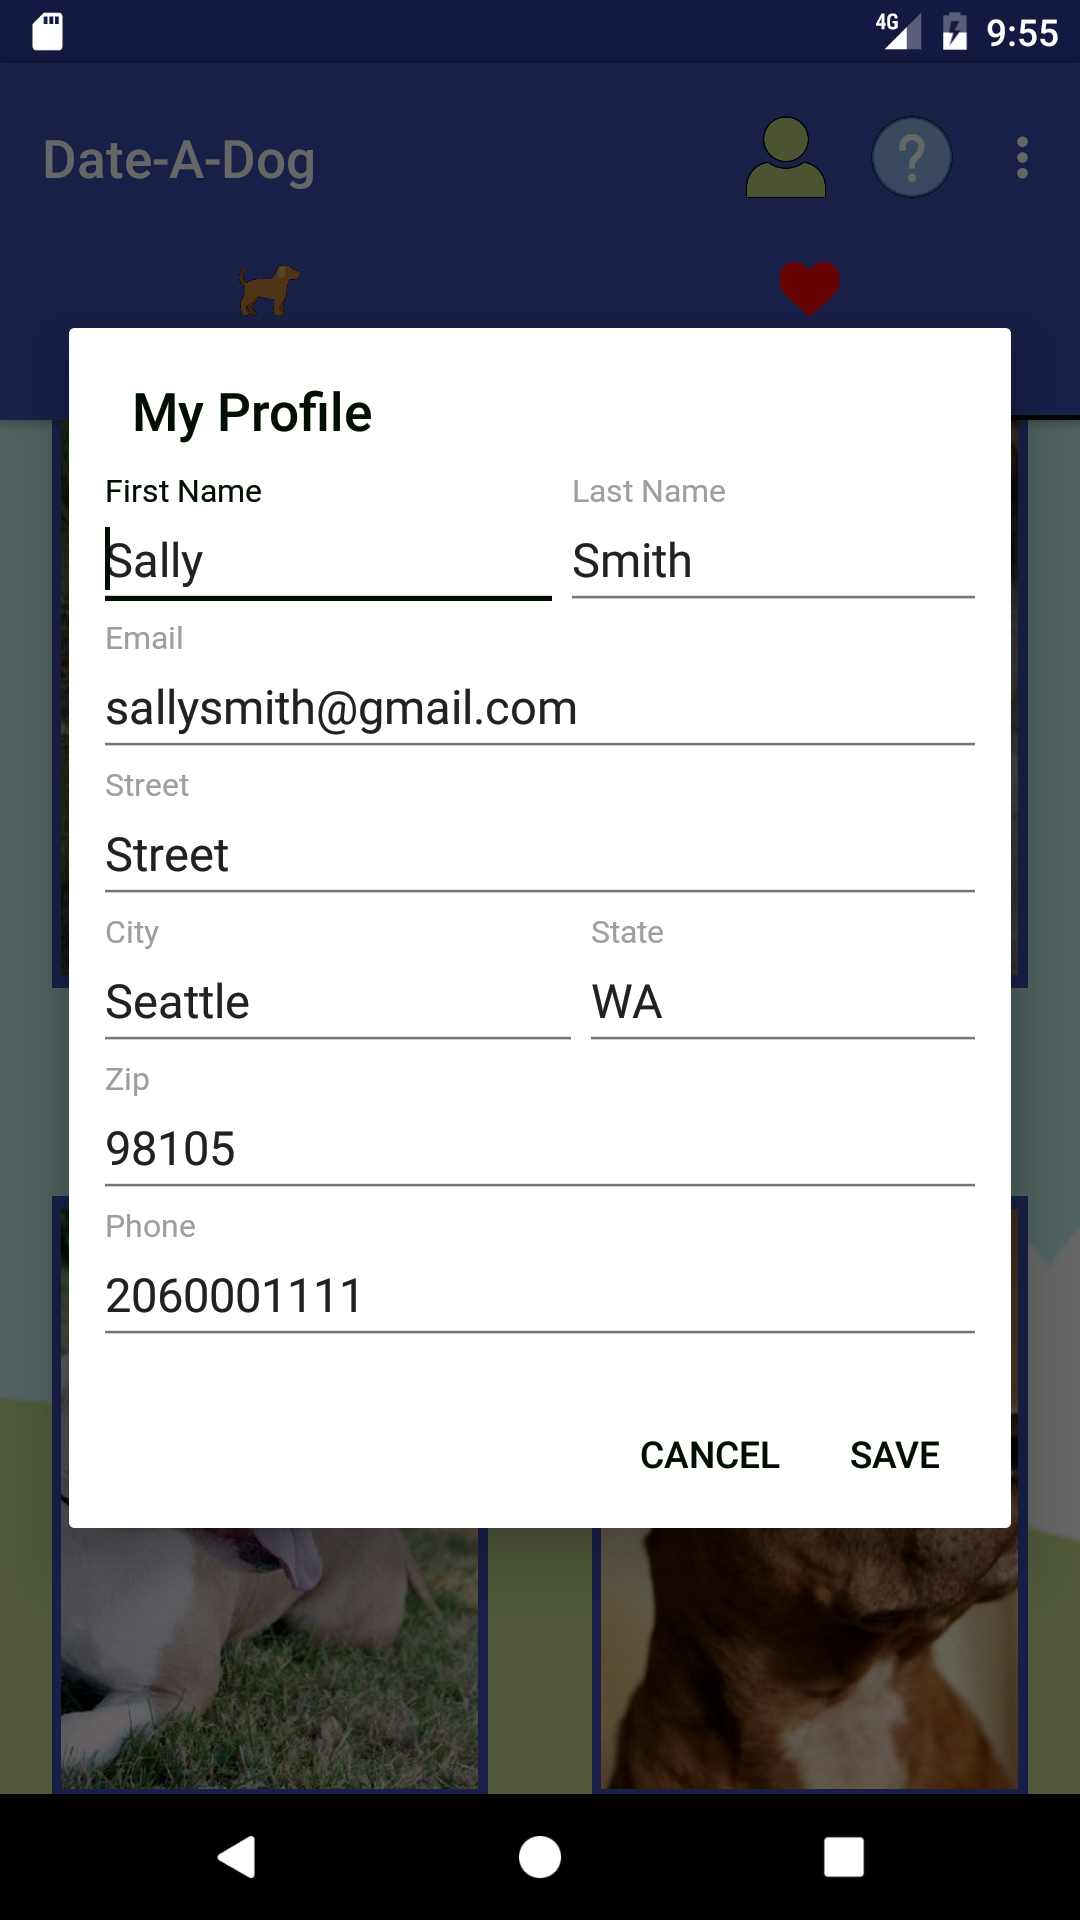 4G 9:55
Date-A-Dog
?
My Profile
First Name Last Name
Sally Smith
Email
sallysmith@gmail.com
Street
Street
City State
Seattle WA
Zip
98105
Phone
2060001111
CANCEL SAVE